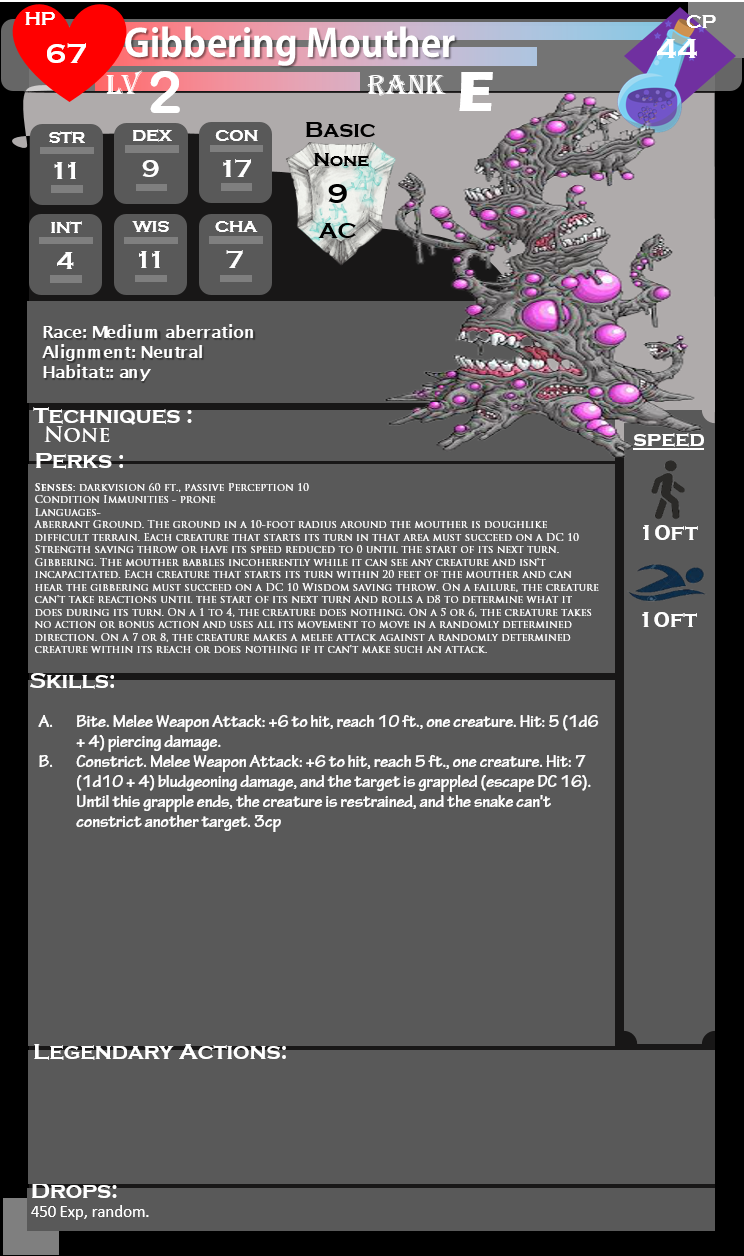 HP
67
Gibbering Mouther
CP
44
LV 2
RANK E
STR
11
DEX
9
CON
17
INT
4
WIS
11
CHA
7
Basic
None
9
AC
Race: Medium aberration
Alignment: Neutral
Habitat:: any
Techniques :
None
Perks :
Senses: darkvision 60 ft., passive Perception 10
Condition Immunities - prone
Languages-
Aberrant Ground. The ground in a 10-foot radius around the mouther is doughlike
difficult terrain. Each creature that starts its turn in that area must succeed on a DC 10
Strength saving throw or have its speed reduced to 0 until the start of its next turn.
Gibbering. The mouther babbles incoherently while it can see any creature and isn't
incapacitated. Each creature that starts its turn within 20 feet of the mouther and can
hear the gibbering must succeed on a DC 10 Wisdom saving throw. On a failure, the creature
can't take reactions until the start of its next turn and rolls a d8 to determine what it
does during its turn. On a 1 to 4, the creature does nothing. On a 5 or 6, the creature takes
no action or bonus action and uses all its movement to move in a randomly determined
direction. On a 7 or 8, the creature makes a melee attack against a randomly determined
creature within its reach or does nothing if it can't make such an attack.
SPEED
10FT
10FT
Skills:
A. Bite. Melee Weapon Attack: +6 to hit, reach 10 ft., one creature. Hit: 5 (1d6
+ 4) piercing damage.
B. Constrict. Melee Weapon Attack: +6 to hit, reach 5 ft., one creature. Hit: 7
(1d10 + 4) bludgeoning damage, and the target is grappled (escape DC 16).
Until this grapple ends, the creature is restrained, and the snake can't
constrict another target. 3cp
Legendary Actions:
Drops:
450 Exp, random.